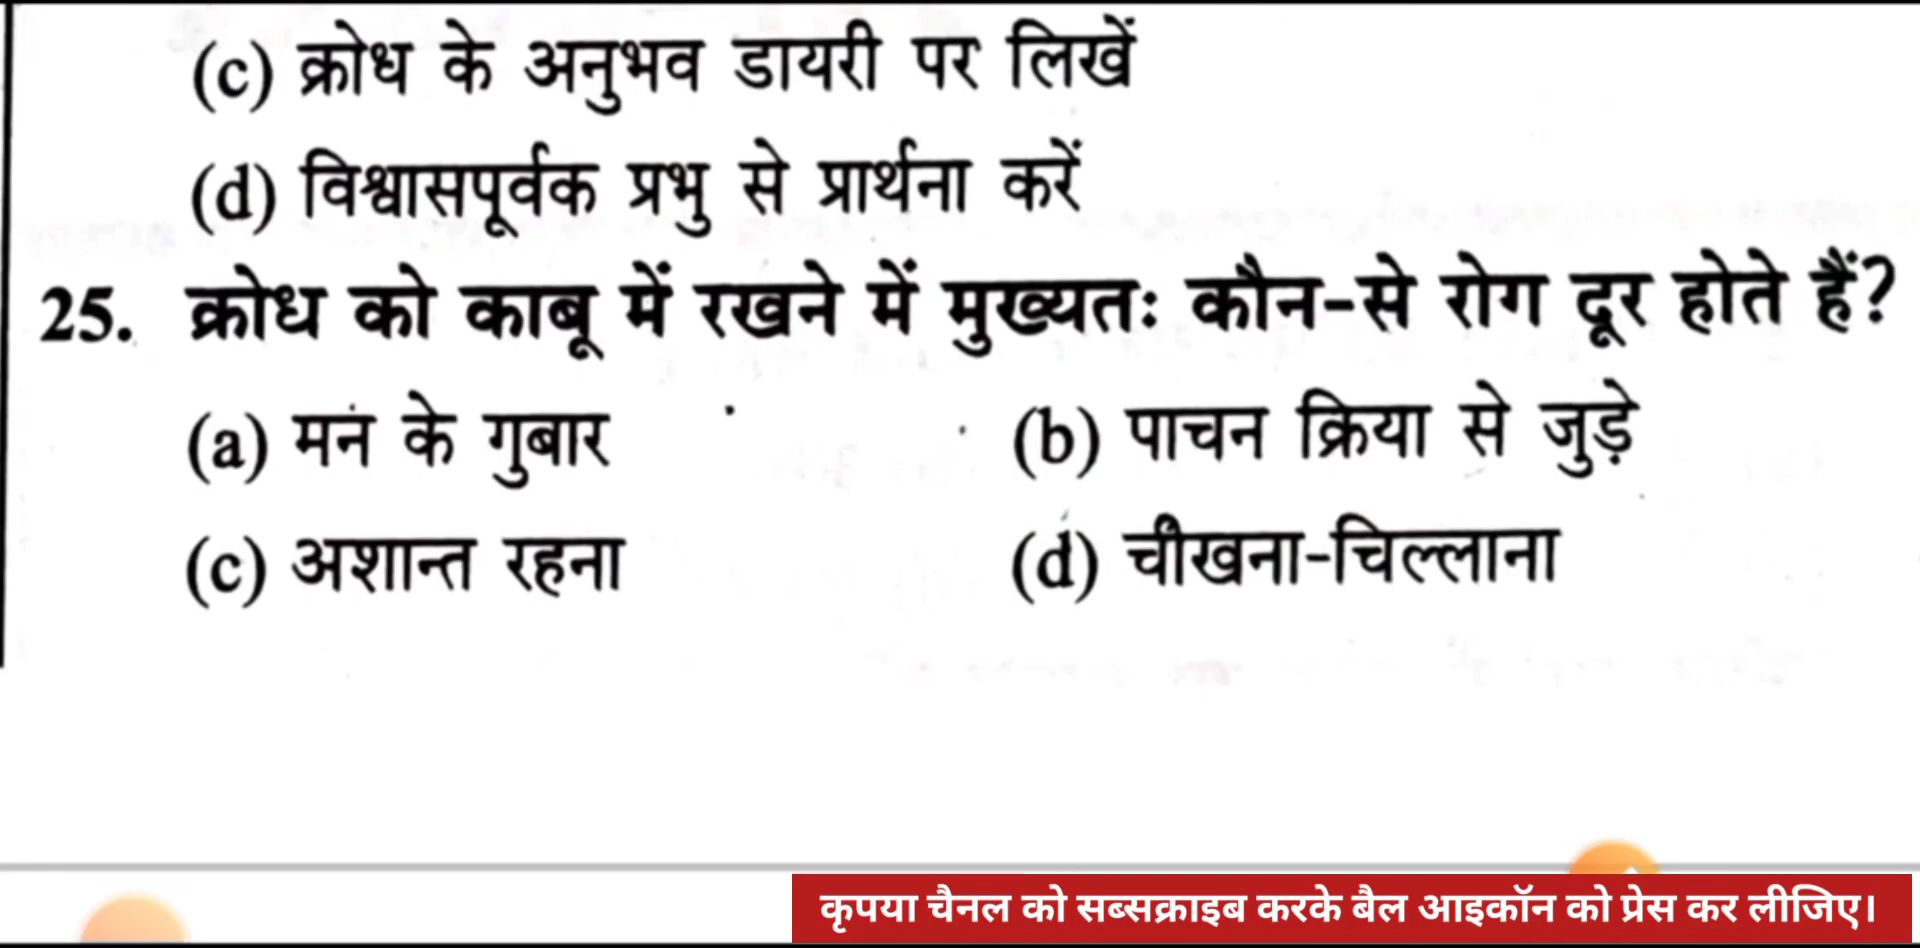 (c) क्रोध के अनुभव डायरी पर लिखें
(d) विश्वासपूर्वक प्रभु से प्रार्थना करें
25. क्रोध को काबू में रखने में मुख्यतः कौन-से रोग दूर होते हैं?
(a) मन के गुबार (b) पाचन क्रिया से जुड़े
(c) अशान्त रहना (d) चीखना-चिल्लाना
कृपया चैनल को सब्सक्राइब करके बैल आइकॉन को प्रेस कर लीजिए।